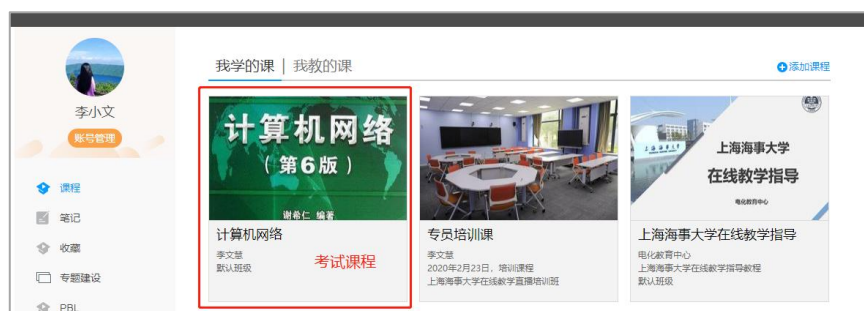 李小文
账号管理
课程
笔记
收藏
专题建设
PBL
我学的课 | 我教的课
添加课程
计算机网络
(第6版)
谢希仁 编著
计算机网络
李文慧
默认班级
考试课程
专员培训课
李文慧
2020年2月23日,培训课程
上海海事大学在线教学直播培训班
上海海事大学
在线教学指导
电化教育中心
上海海事大学在线教学指导
电化教育中心
上海海事大学在线教学指导教程
默认班级